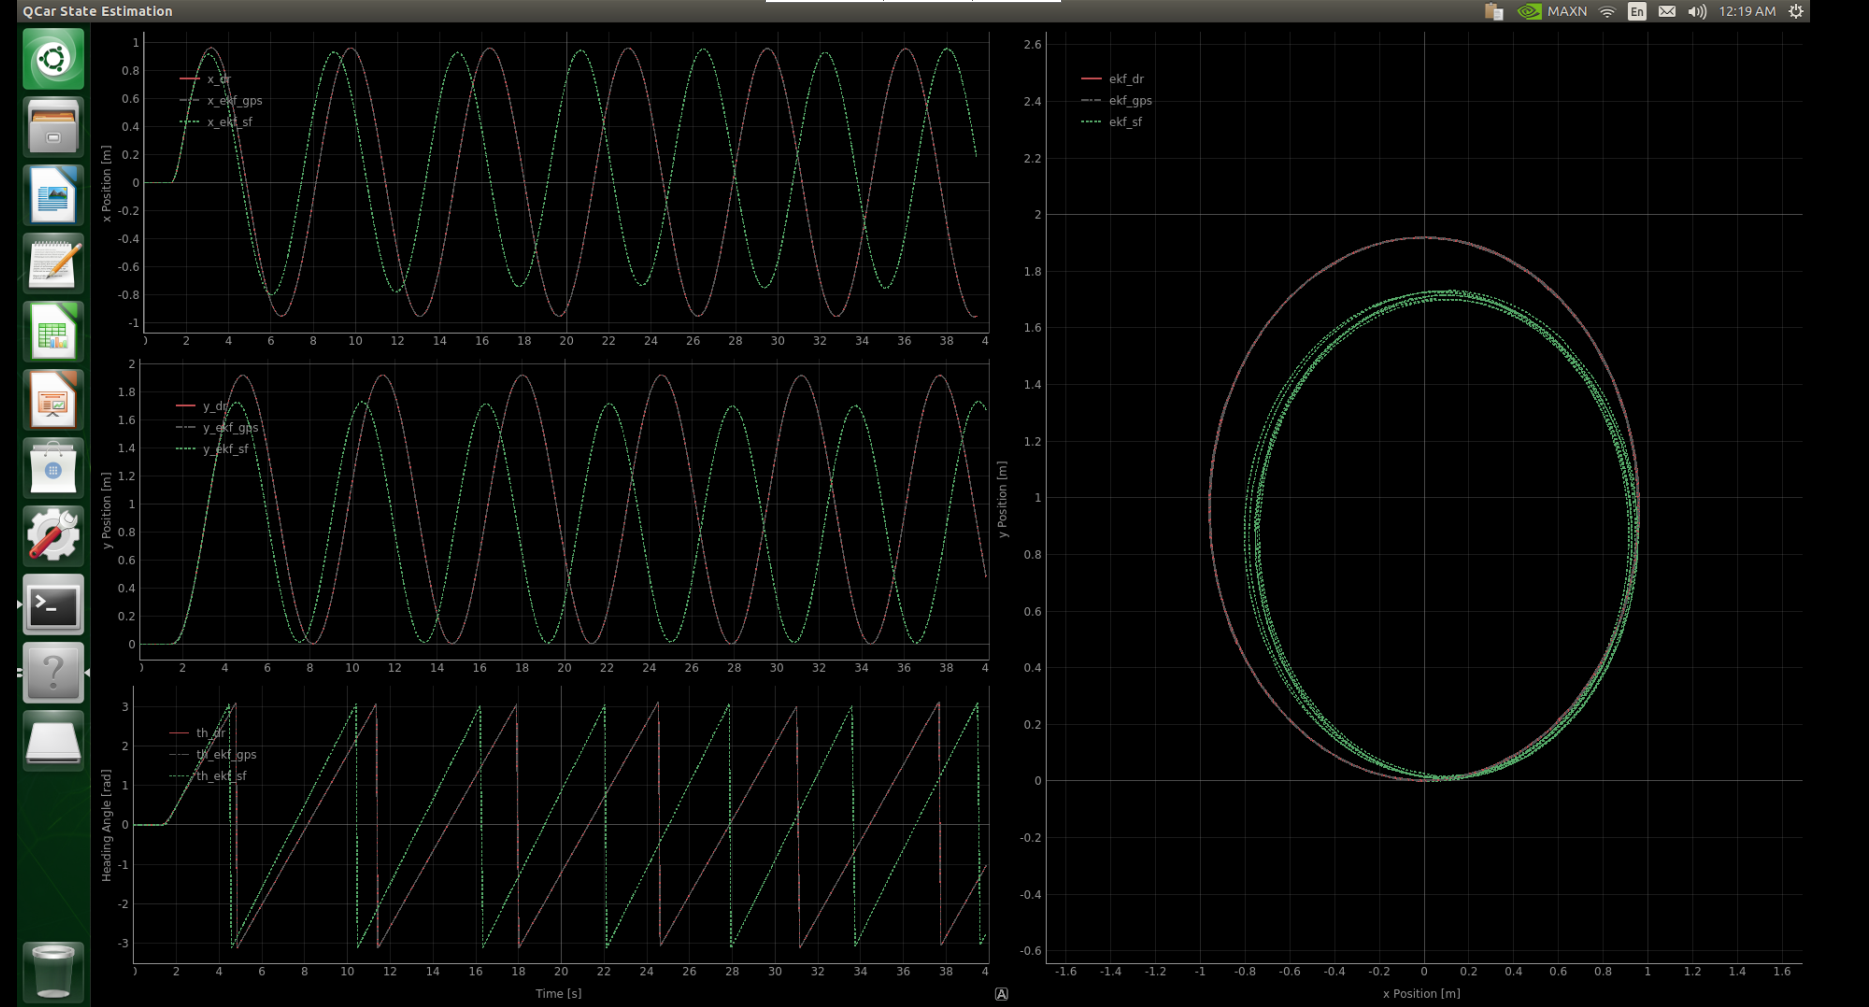 QCar State Estimation
MAXN En 12:19 AM
1
0.8
0.6
0.4
0.2
0
-0.2
-0.4
-0.6
-0.8
-1
x Position [m]
x_dr
x_ekf_gps
x_ekf_sf
0 2 4 6 8 10 12 14 16 18 20 22 24 26 28 30 32 34 36 38 4
2
1.8
1.6
1.4
1.2
1
0.8
0.6
0.4
0.2
0
y Position [m]
y_dr
y_ekf_gps
y_ekf_sf
0 2 4 6 8 10 12 14 16 18 20 22 24 26 28 30 32 34 36 38 4
3
2
1
0
-1
-2
-3
Heading Angle [rad]
th_dr
th_ekf_gps
th_ekf_sf
0 2 4 6 8 10 12 14 16 18 20 22 24 26 28 30 32 34 36 38 4
Time [s]
A
2.6
2.4
2.2
2
1.8
1.6
1.4
1.2
1
0.8
0.6
0.4
0.2
0
-0.2
-0.4
-0.6
y Position [m]
ekf_dr
ekf_gps
ekf_sf
-1.6 -1.4 -1.2 -1 -0.8 -0.6 -0.4 -0.2 0 0.2 0.4 0.6 0.8 1 1.2 1.4 1.6
x Position [m]